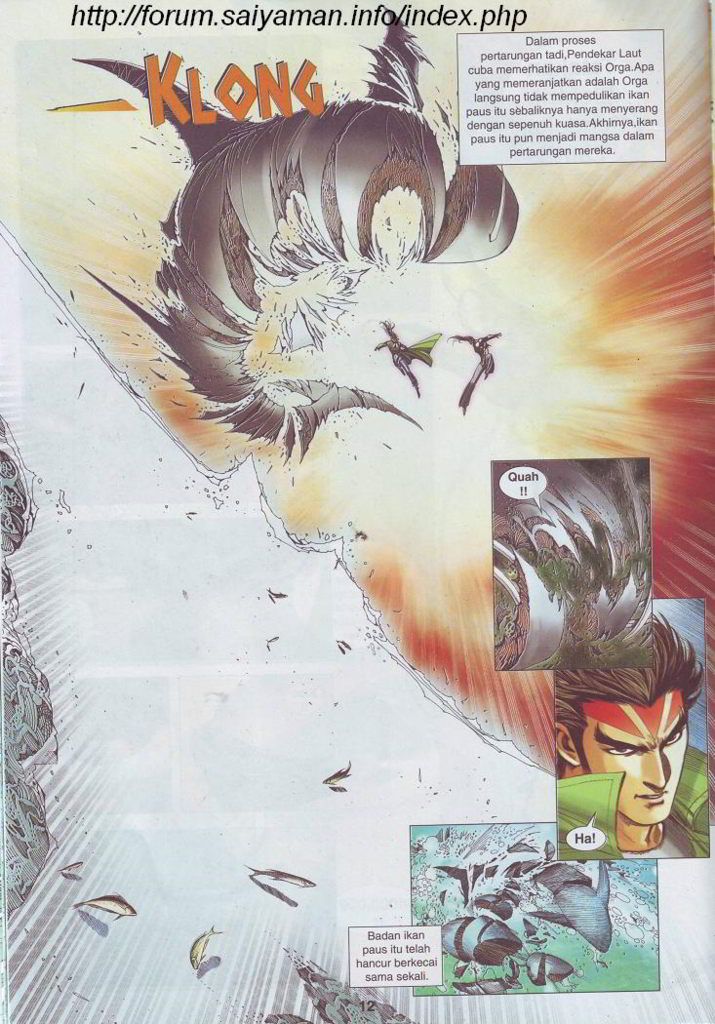 http://forum.saiyaman.info/index.php
KLONG
Dalam proses
pertarungan tadi,Pendekar Laut
cuba memerhatikan reaksi Orga.Apa
yang memeranjatkan adalah Orga
langsung tidak mempedulikan ikan
paus itu sebaliknya hanya menyerang
dengan sepenuh kuasa.Akhirnya,ikan
paus itu pun menjadi mangsa dalam
pertarungan mereka.
Quah
!!
Ha!
Badan ikan
paus itu telah
hancur berkecai
sama sekali.
12